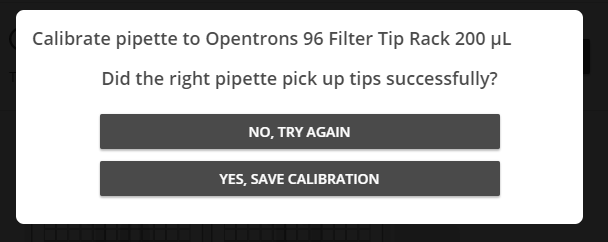 Calibrate pipette to Opentrons 96 Filter Tip Rack 200 µL
Did the right pipette pick up tips successfully?
NO, TRY AGAIN
YES, SAVE CALIBRATION